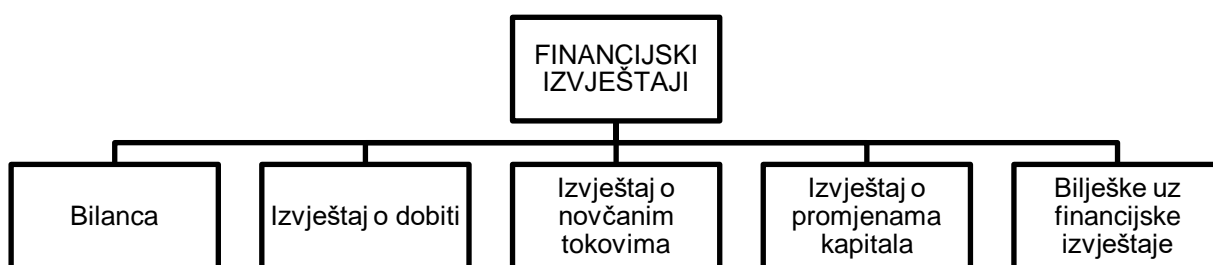 FINANCIJSKI
IZVJEŠTAJI
Bilanca
Izvještaj o dobiti
Izvještaj o
novčanim
tokovima
Izvještaj o
promjenama
kapitala
Bilješke uz
financijske
izvještaje